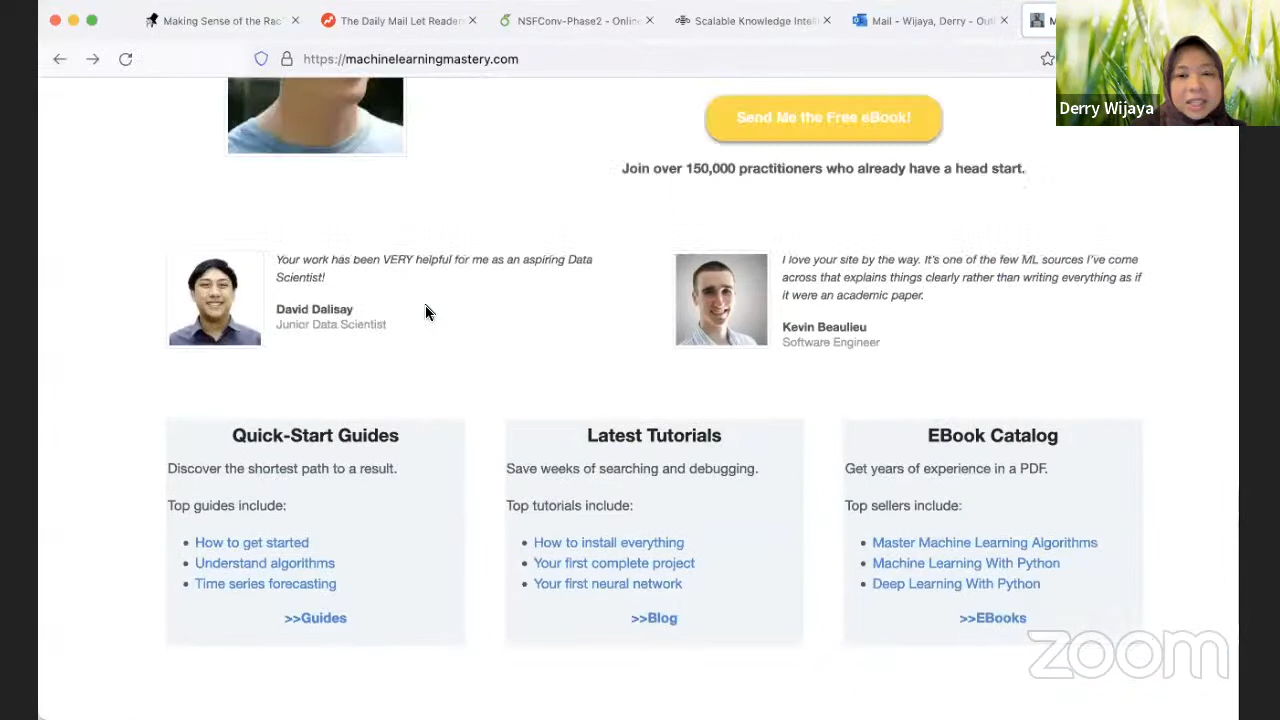 Making Sense of the Rac
The Daily Mail Let Reader
NSFConv-Phase2 - Online
Scalable Knowledge Intel
Mail - Wijaya, Derry - Out
M
https://machinelearningmastery.com
Derry Wijaya
Send Me the Free eBook!
Join over 150,000 practitioners who already have a head start.
Your work has been VERY helpful for me as an aspiring Data
Scientist!
David Dalisay
Junior Data Scientist
I love your site by the way. It's one of the few ML sources I've come
across that explains things clearly rather than writing everything as if
it were an academic paper.
Kevin Beaulieu
Software Engineer
Quick-Start Guides
Discover the shortest path to a result.
Top guides include:
• How to get started
• Understand algorithms
• Time series forecasting
>>Guides
Latest Tutorials
Save weeks of searching and debugging.
Top tutorials include:
• How to install everything
• Your first complete project
• Your first neural network
>>Blog
EBook Catalog
Get years of experience in a PDF.
Top sellers include:
• Master Machine Learning Algorithms
• Machine Learning With Python
• Deep Learning With Python
>>EBooks
zoom